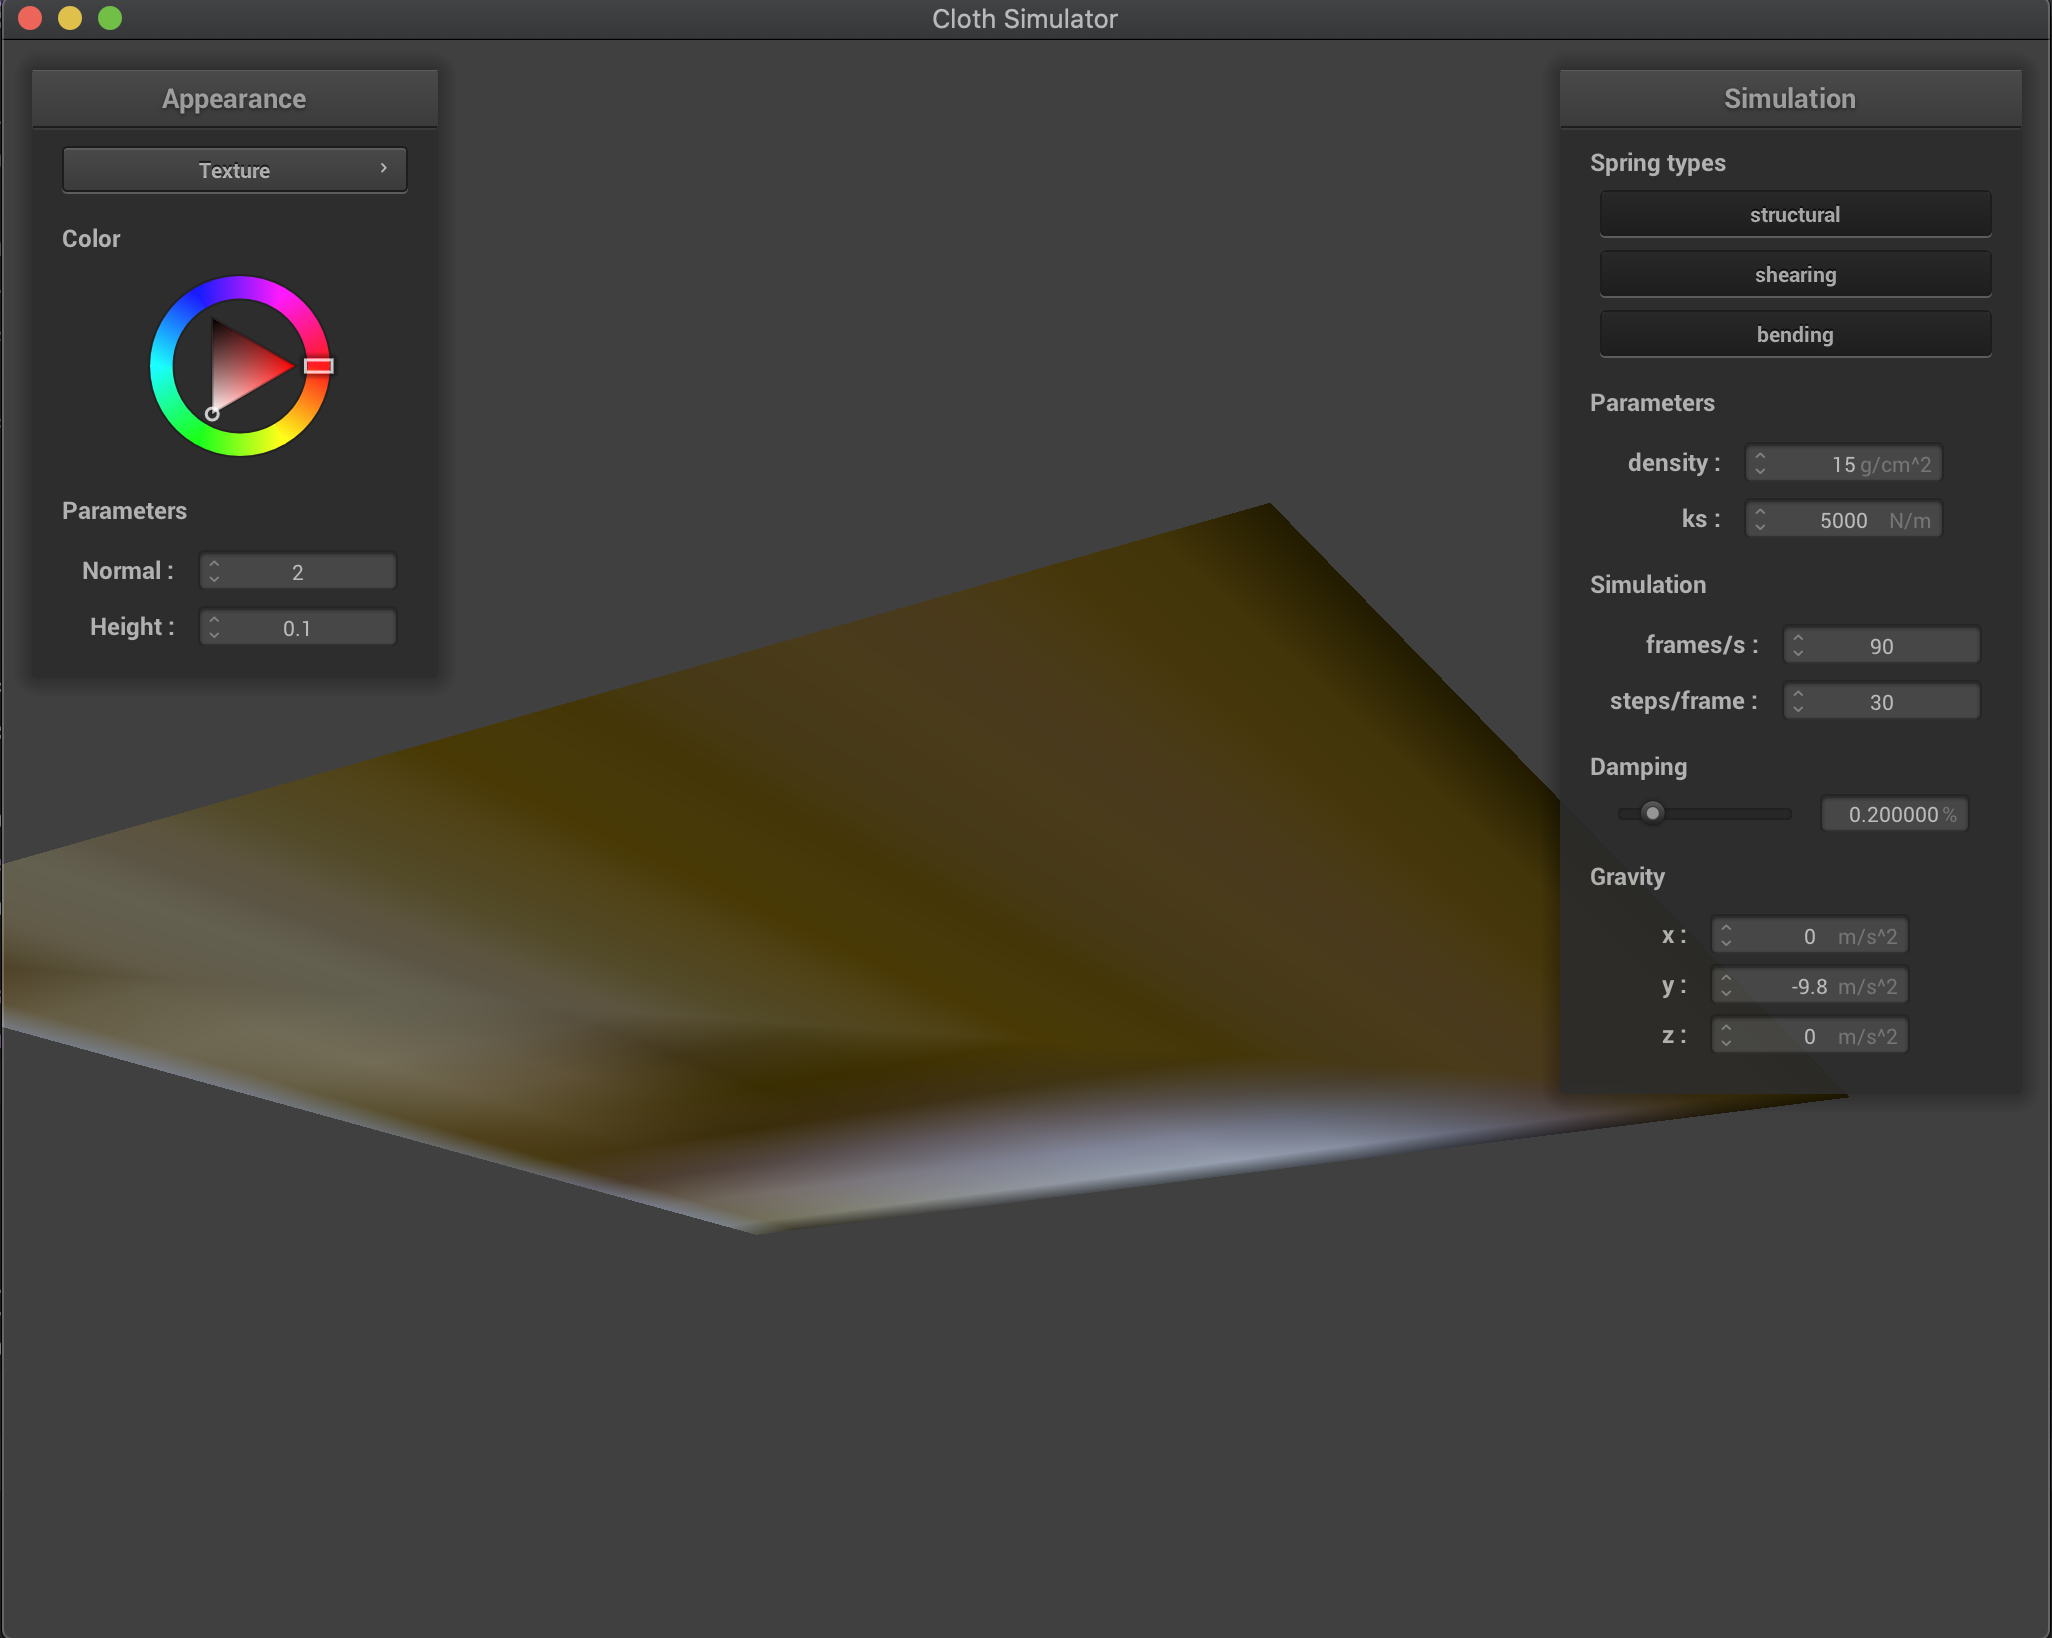 Cloth Simulator
Appearance
Texture
Color
Parameters
Normal : 2
Height : 0.1
Simulation
Spring types
structural
shearing
bending
Parameters
density : 15 g/cm^2
ks : 5000 N/m
Simulation
frames/s : 90
steps/frame : 30
Damping
0.200000 %
Gravity
x : 0 m/s^2
y : -9.8 m/s^2
z : 0 m/s^2